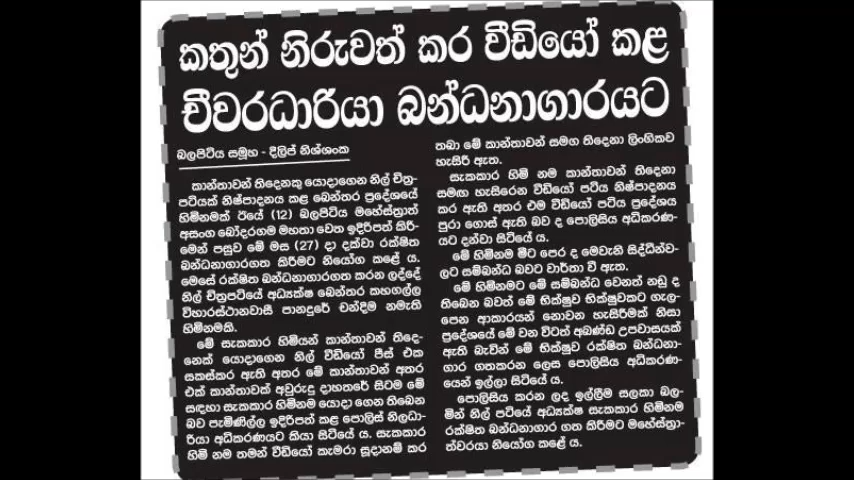 කතුන් නිරුවත් කර වීඩියෝ කළ
චීවරධාරියා බන්ධනාගාරයට
බලපිටිය සමූහ - දිලිප් නිශ්ශංක
කාන්තාවන් තිදෙනකු යොදාගෙන නිල් චිත්‍ර-
පටියක් නිෂ්පාදනය කළ බෙන්තර ප්‍රදේශයේ
හිමිනමක් ඊයේ (12) බලපිටිය මහේස්ත්‍රාත්
අසංග බෝදරගම මහතා වෙත ඉදිරිපත් කිරි-
මෙන් පසුව මේ මස (27) දා දක්වා රක්ෂිත
බන්ධනාගාරගත කිරීමට නියෝග කළේ ය.
මෙසේ රක්ෂිත බන්ධනාගාරගත කරන ලද්දේ
නිල් චිත්‍රපටියේ අධ්‍යක්ෂ බෙන්තර කහගල්ල
විහාරස්ථානවාසී පානදුරේ චන්දිම නමැති
හිමිනමකි.
මේ සැකකාර හිමියන් කාන්තාවන් තිදෙ-
නෙක් යොදාගෙන නිල් වීඩියෝ පීස් එක
සකස්කර ඇති අතර මේ කාන්තාවන් අතර
එක් කාන්තාවක් අවුරුදු දාහතරේ සිටම මේ
සඳහා සැකකාර හිමිනම යොදා ගෙන තිබෙන
බව පැමිණිල්ල ඉදිරිපත් කළ පොලිස් නිලධා-
රියා අධිකරණයට කියා සිටියේ ය. සැකකාර
හිමි නම තමන් වීඩියෝ කැමරා සූදානම් කර
තබා මේ කාන්තාවන් සමග තිදෙනා ලිංගිකව
හැසිරී ඇත.
සැකකාර හිමි නම කාන්තාවන් තිදෙනා
සමඟ හැසිරෙන වීඩියෝ පටිය නිෂ්පාදනය
කර ඇති අතර එම වීඩියෝ පටිය ප්‍රදේශය
පුරා ගොස් ඇති බව ද පොලිසිය අධිකරණ-
යට දන්වා සිටියේ ය.
මේ හිමිනම මීට පෙර ද මෙවැනි සිද්ධීන්ව-
ලට සම්බන්ධ බවට වාර්තා වී ඇත.
මේ හිමිනමට මේ සම්බන්ධ වෙනත් නඩු ද
තිබෙන බවත් මේ භික්ෂුව භික්ෂුවකට ගැල-
පෙන ආකාරයන් නොවන හැසිරීමක් නිසා
ප්‍රදේශයේ මේ වන විටත් අඛණ්ඩ උපවාසයක්
ඇති බැවින් මේ භික්ෂුව රක්ෂිත බන්ධනා-
ගාර ගතකරන ලෙස පොලිසිය අධිකරණ-
යෙන් ඉල්ලා සිටියේ ය.
පොලිසිය කරන ලද ඉල්ලීම සලකා බල-
මින් නිල් පටියේ අධ්‍යක්ෂ සැකකාර හිමිනම
රක්ෂිත බන්ධනාගාර ගත කිරීමට මහේස්ත්‍රා-
ත්වරයා නියෝග කළේ ය.